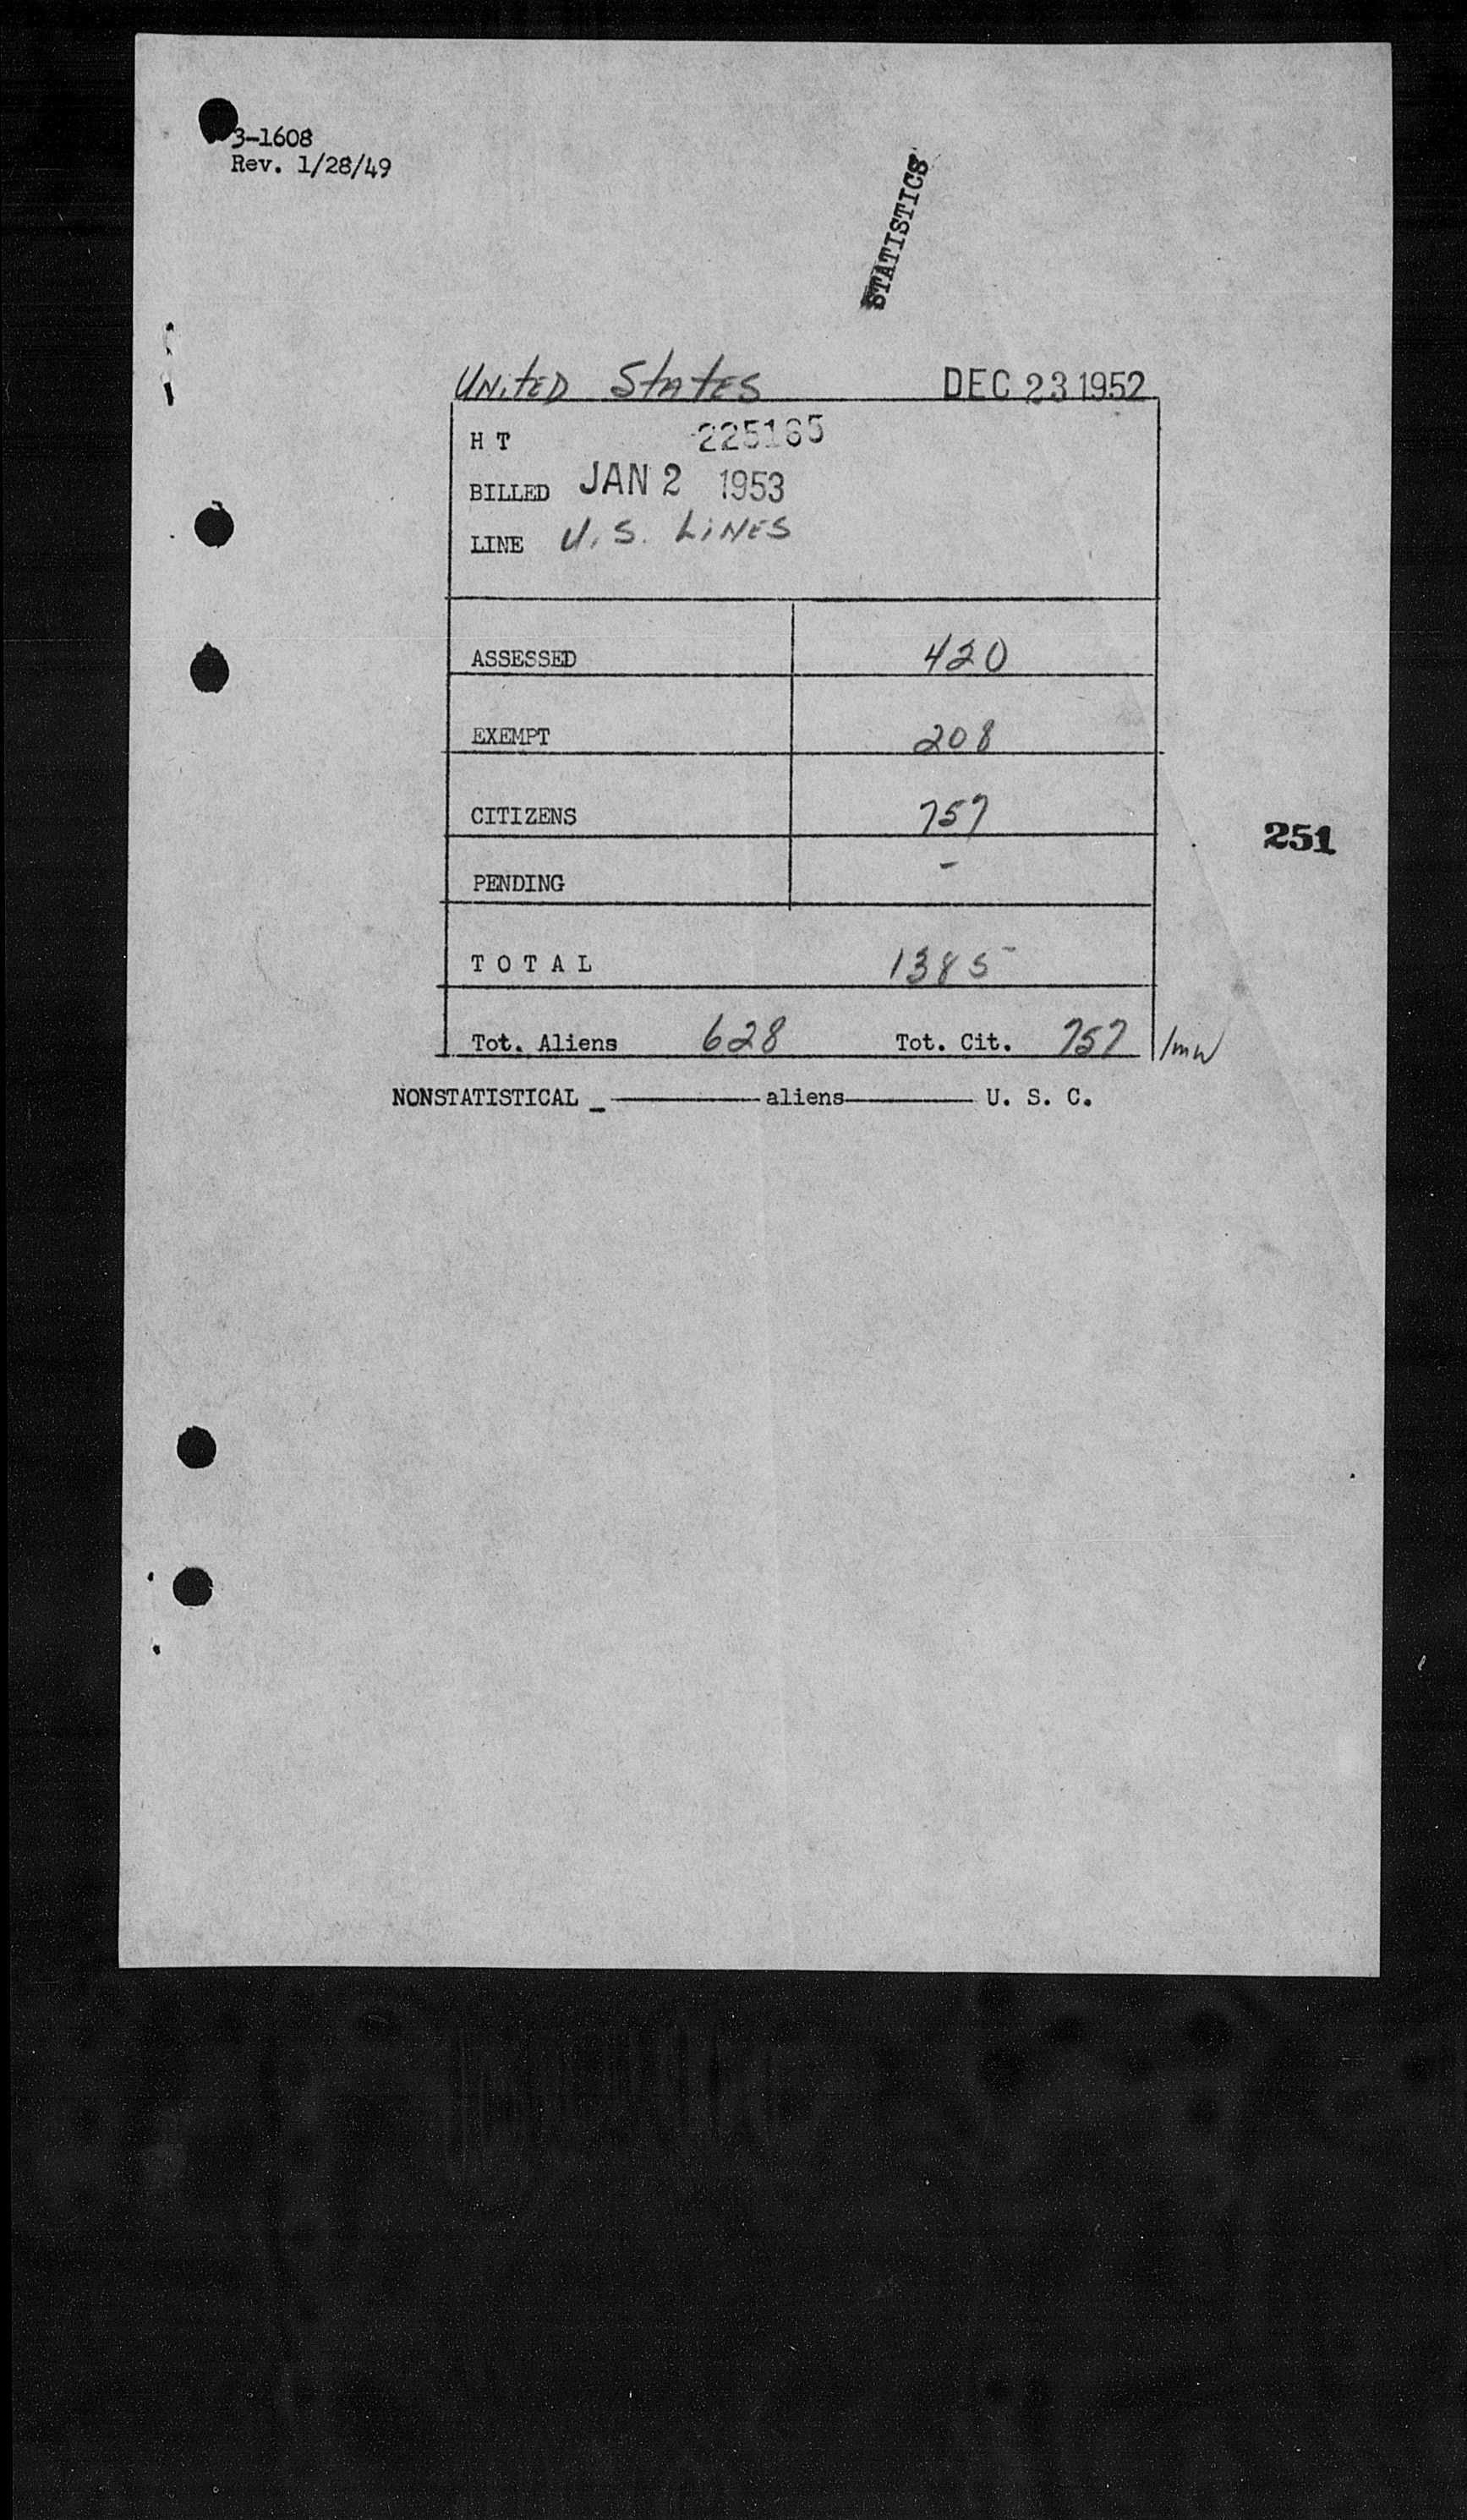 3-1608
Rev. 1/28/49
STATISTICS
UNITED STATES DEC 23 1952
H T 225165
BILLED JAN 2 1953
LINE U.S. LINES
ASSESSED 420
EXEMPT 208
CITIZENS 757
251
PENDING -
T O T A L 1385
Tot. Aliens 628 Tot. Cit. 757 /mw
NONSTATISTICAL _ ———— aliens———— U. S. C.